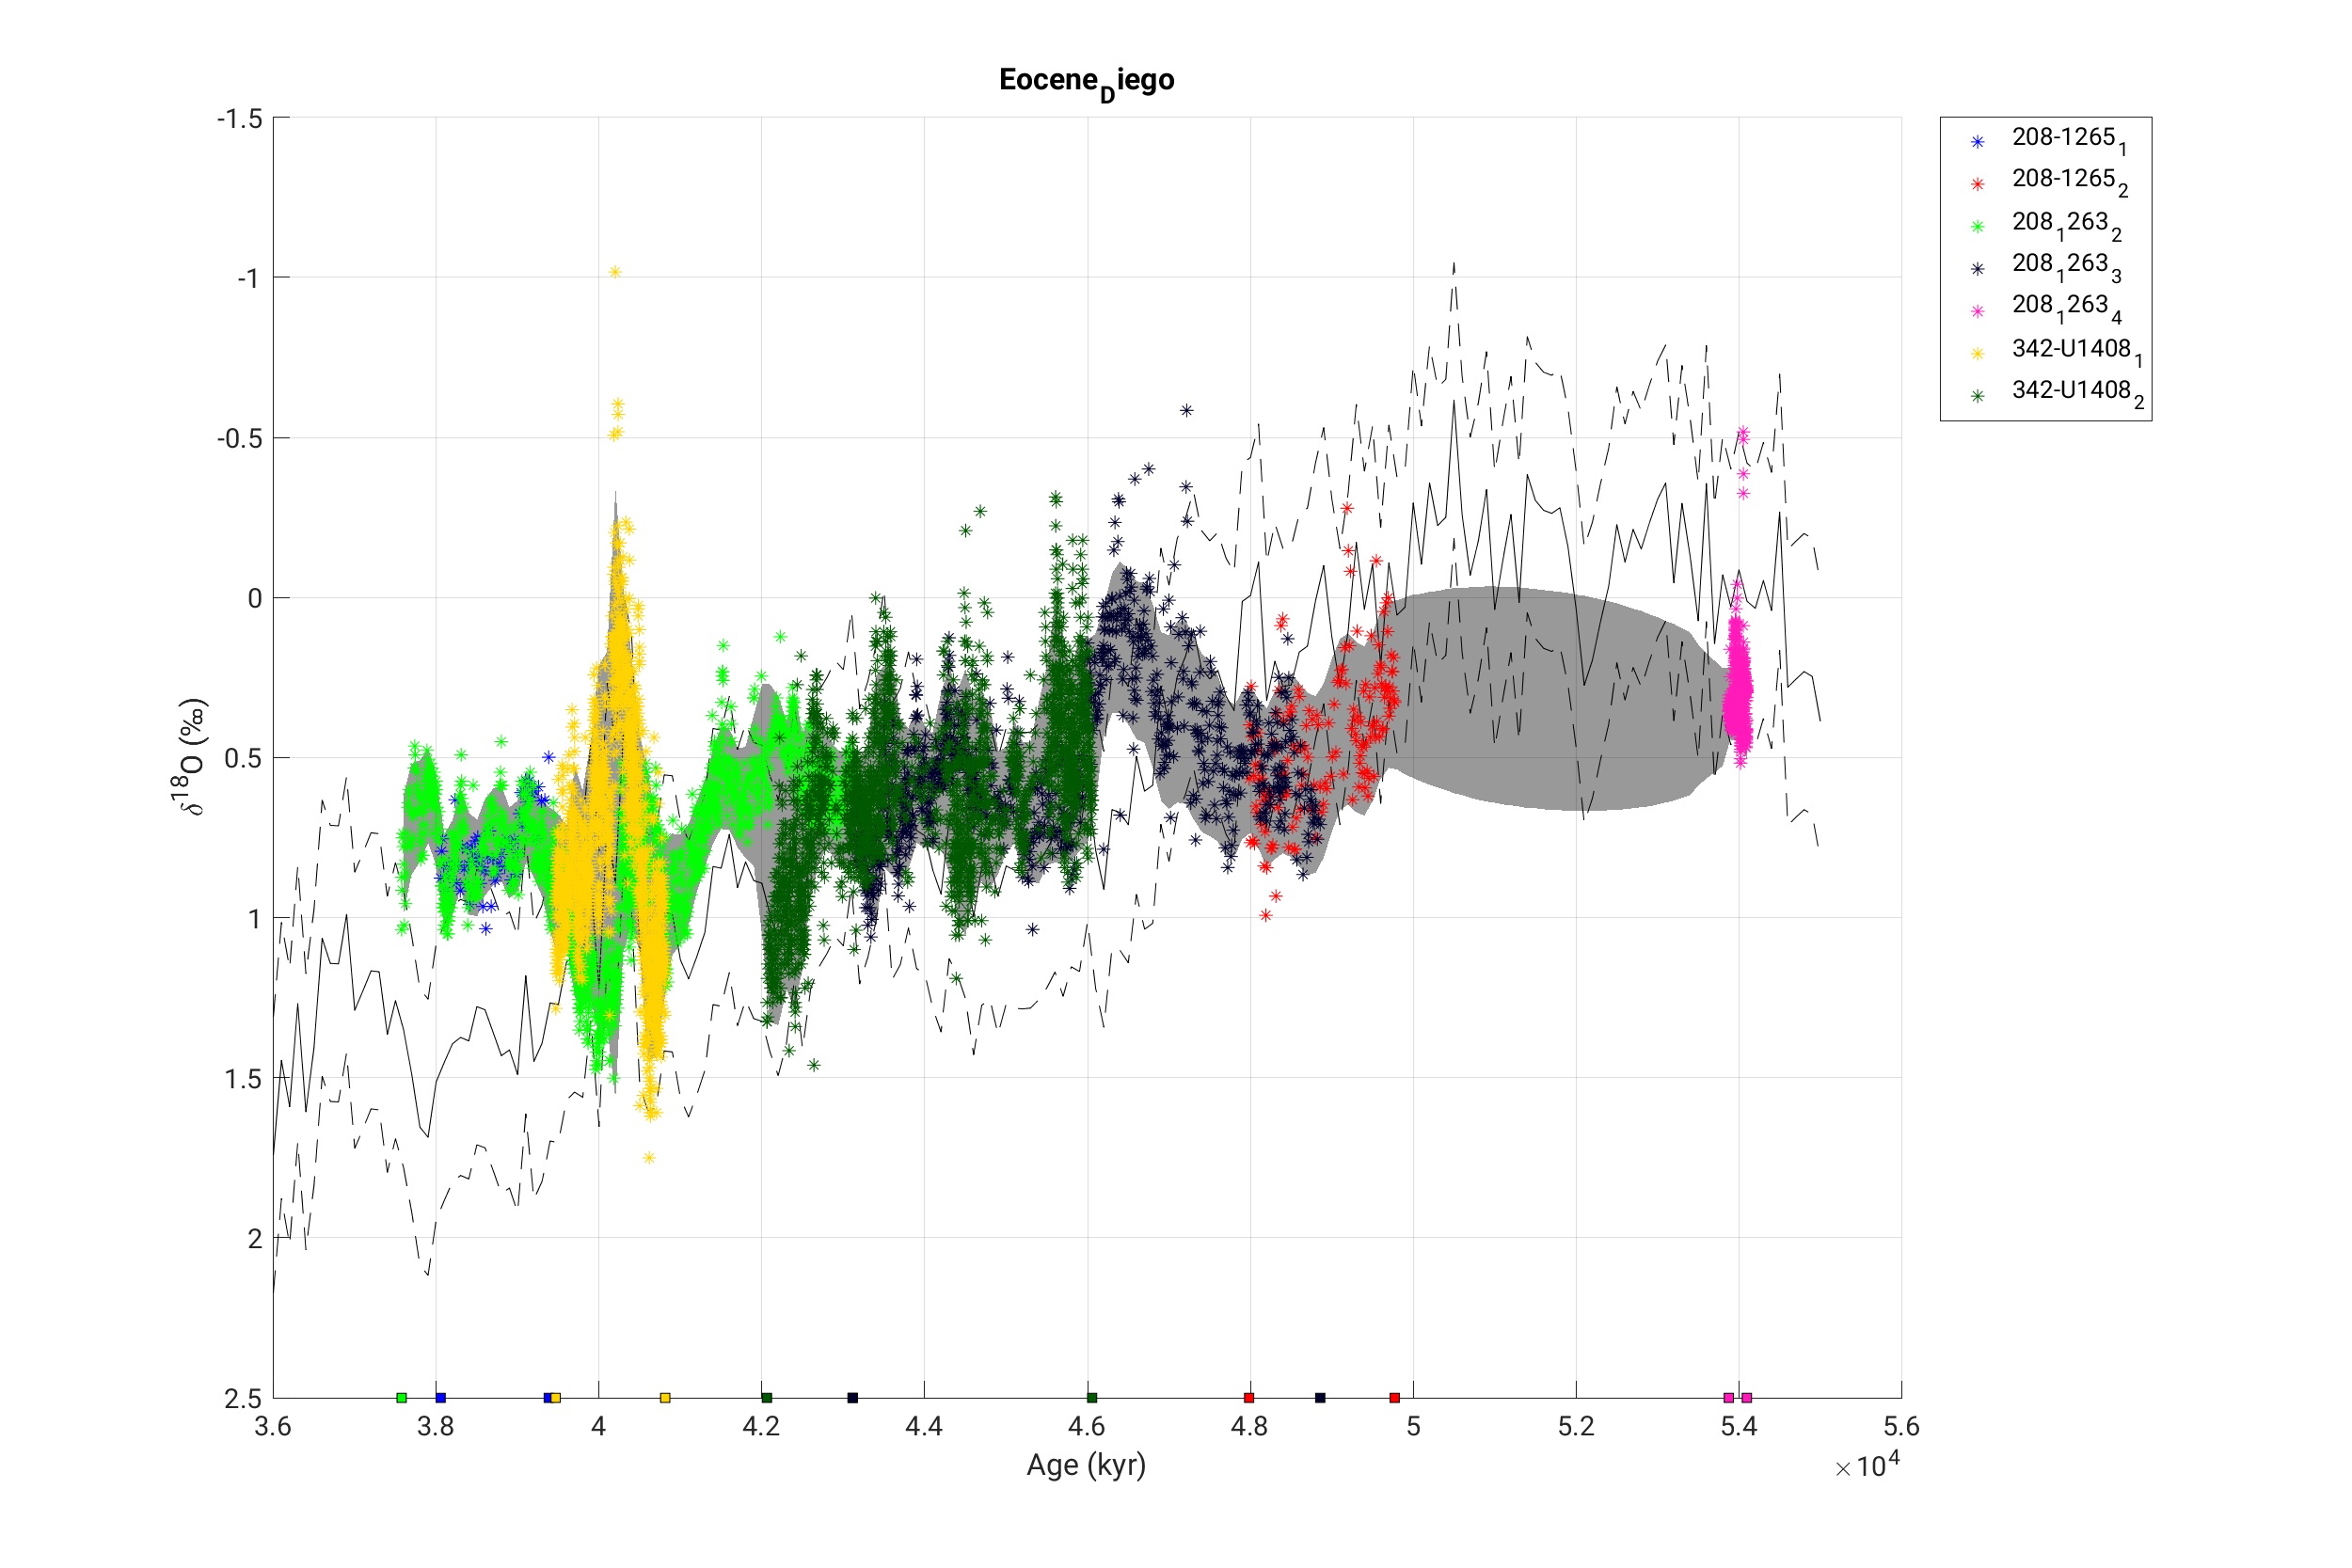 Eocene_Diego
-1.5
-1
-0.5
0
0.5
1
1.5
2
2.5
δ18O (‰)
3.6 3.8 4 4.2 4.4 4.6 4.8 5 5.2 5.4 5.6
Age (kyr)
×10^4
208-1265_1
208-1265_2
208_1263_2
208_1263_3
208_1263_4
342-U1408_1
342-U1408_2